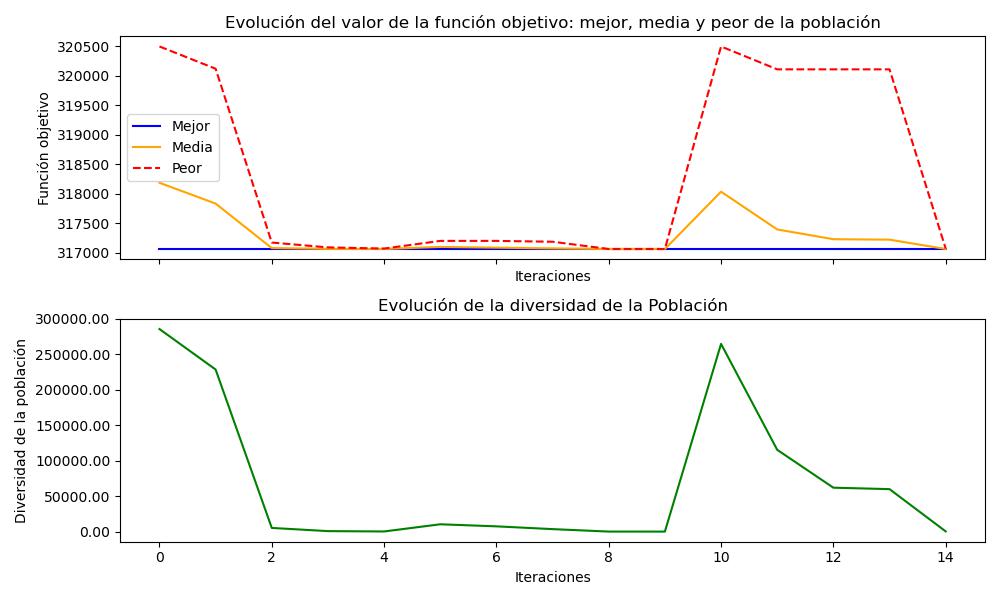 Evolución del valor de la función objetivo: mejor, media y peor de la población
320500
320000
319500
319000
318500
318000
317500
317000
Función objetivo
Mejor
Media
Peor
Iteraciones
Evolución de la diversidad de la Población
300000.00
250000.00
200000.00
150000.00
100000.00
50000.00
0.00
Diversidad de la población
0 2 4 6 8 10 12 14
Iteraciones